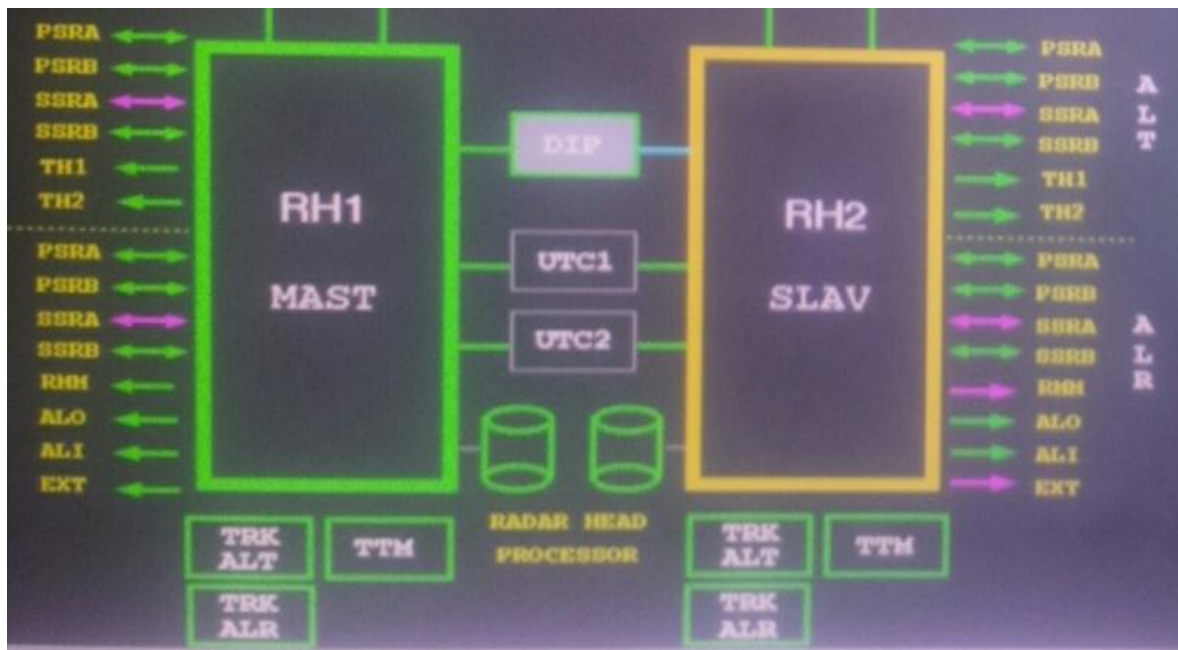 PSRA
PSRB
SSRA
SSRB
TH1
TH2
PSRA
PSRB
SSRA
SSRB
RMM
ALO
ALI
EXT
RH1
MAST
DIP
UTC1
UTC2
RADAR HEAD
PROCESSOR
RH2
SLAV
PSRA
PSRB
SSRA
SSRB
TH1
TH2
PSRA
PSRB
SSRA
SSRB
RMM
ALO
ALI
EXT
ALT
ALR
TRK
ALT
TTM
TRK
ALR
TRK
ALT
TTM
TRK
ALR